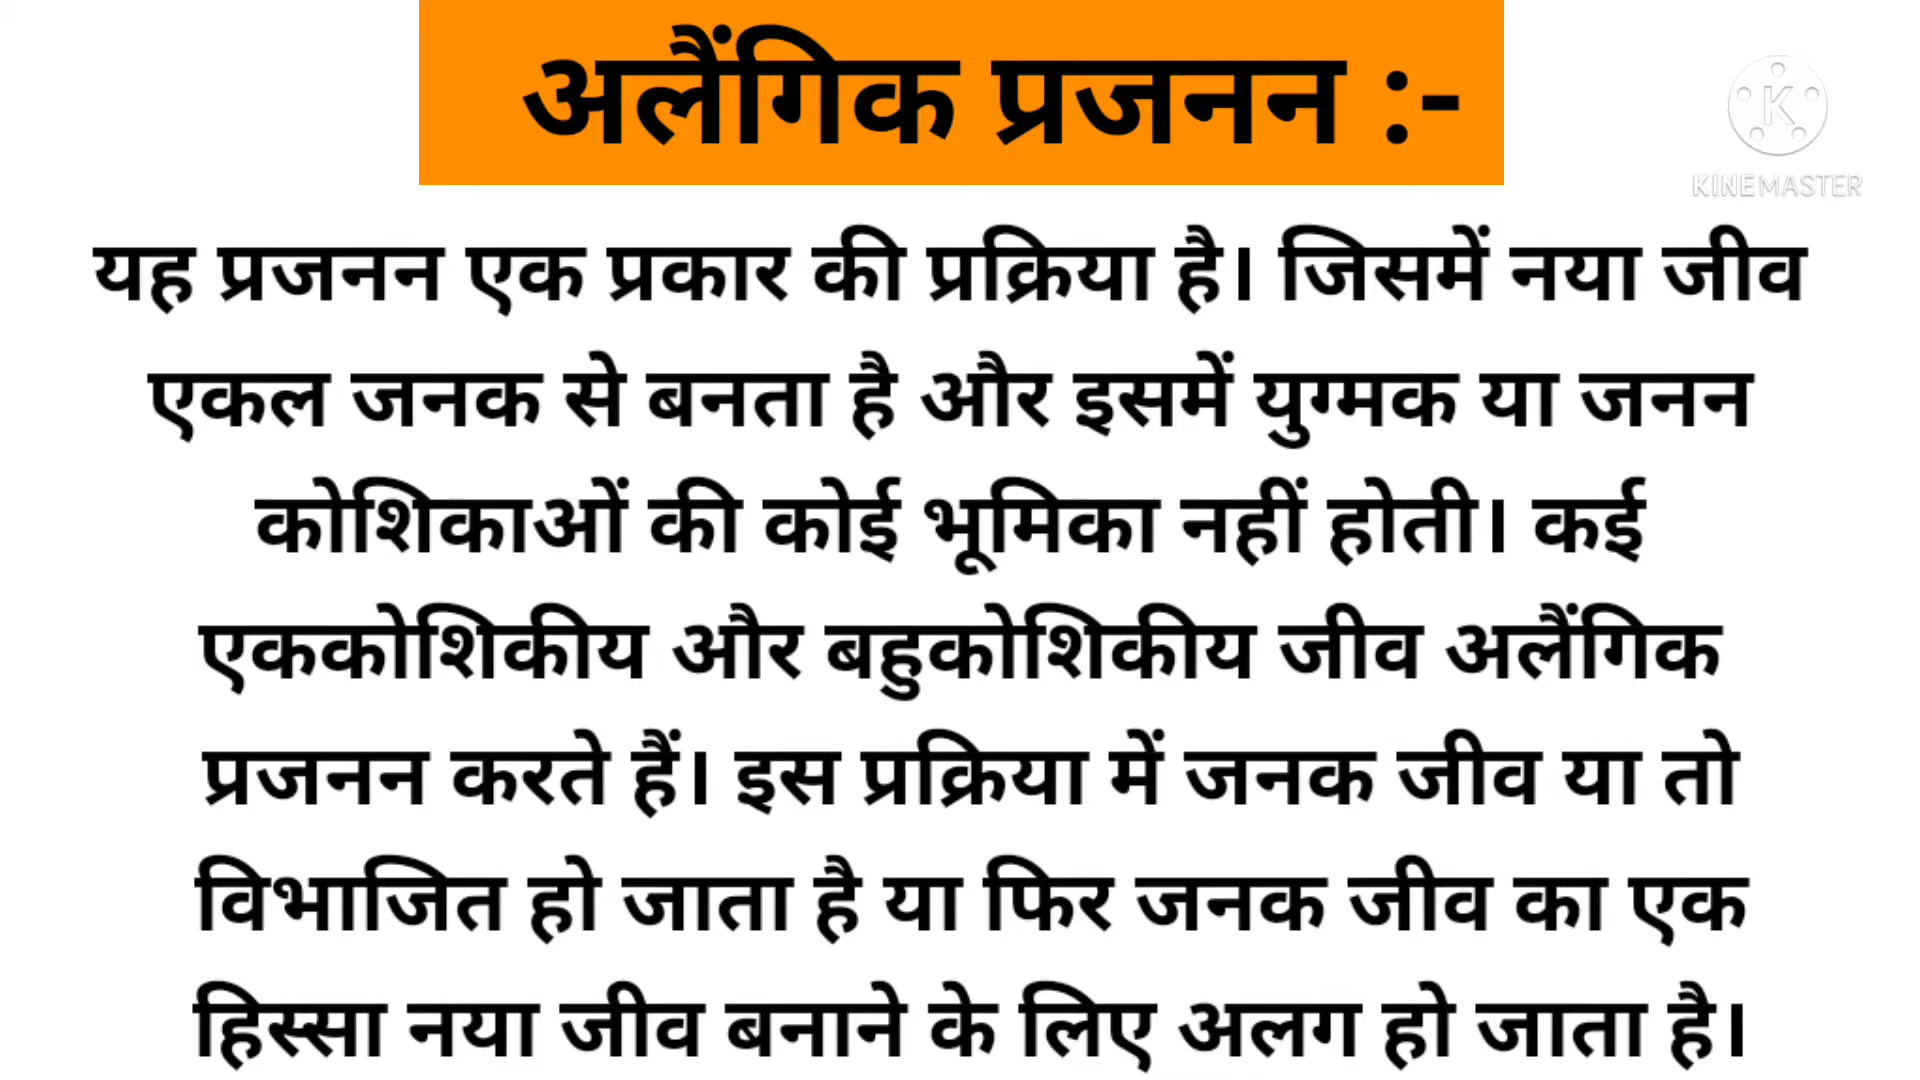 अलैंगिक प्रजनन :-
KINEMASTER
यह प्रजनन एक प्रकार की प्रक्रिया है। जिसमें नया जीव
एकल जनक से बनता है और इसमें युग्मक या जनन
कोशिकाओं की कोई भूमिका नहीं होती। कई
एककोशिकीय और बहुकोशिकीय जीव अलैंगिक
प्रजनन करते हैं। इस प्रक्रिया में जनक जीव या तो
विभाजित हो जाता है या फिर जनक जीव का एक
हिस्सा नया जीव बनाने के लिए अलग हो जाता है।